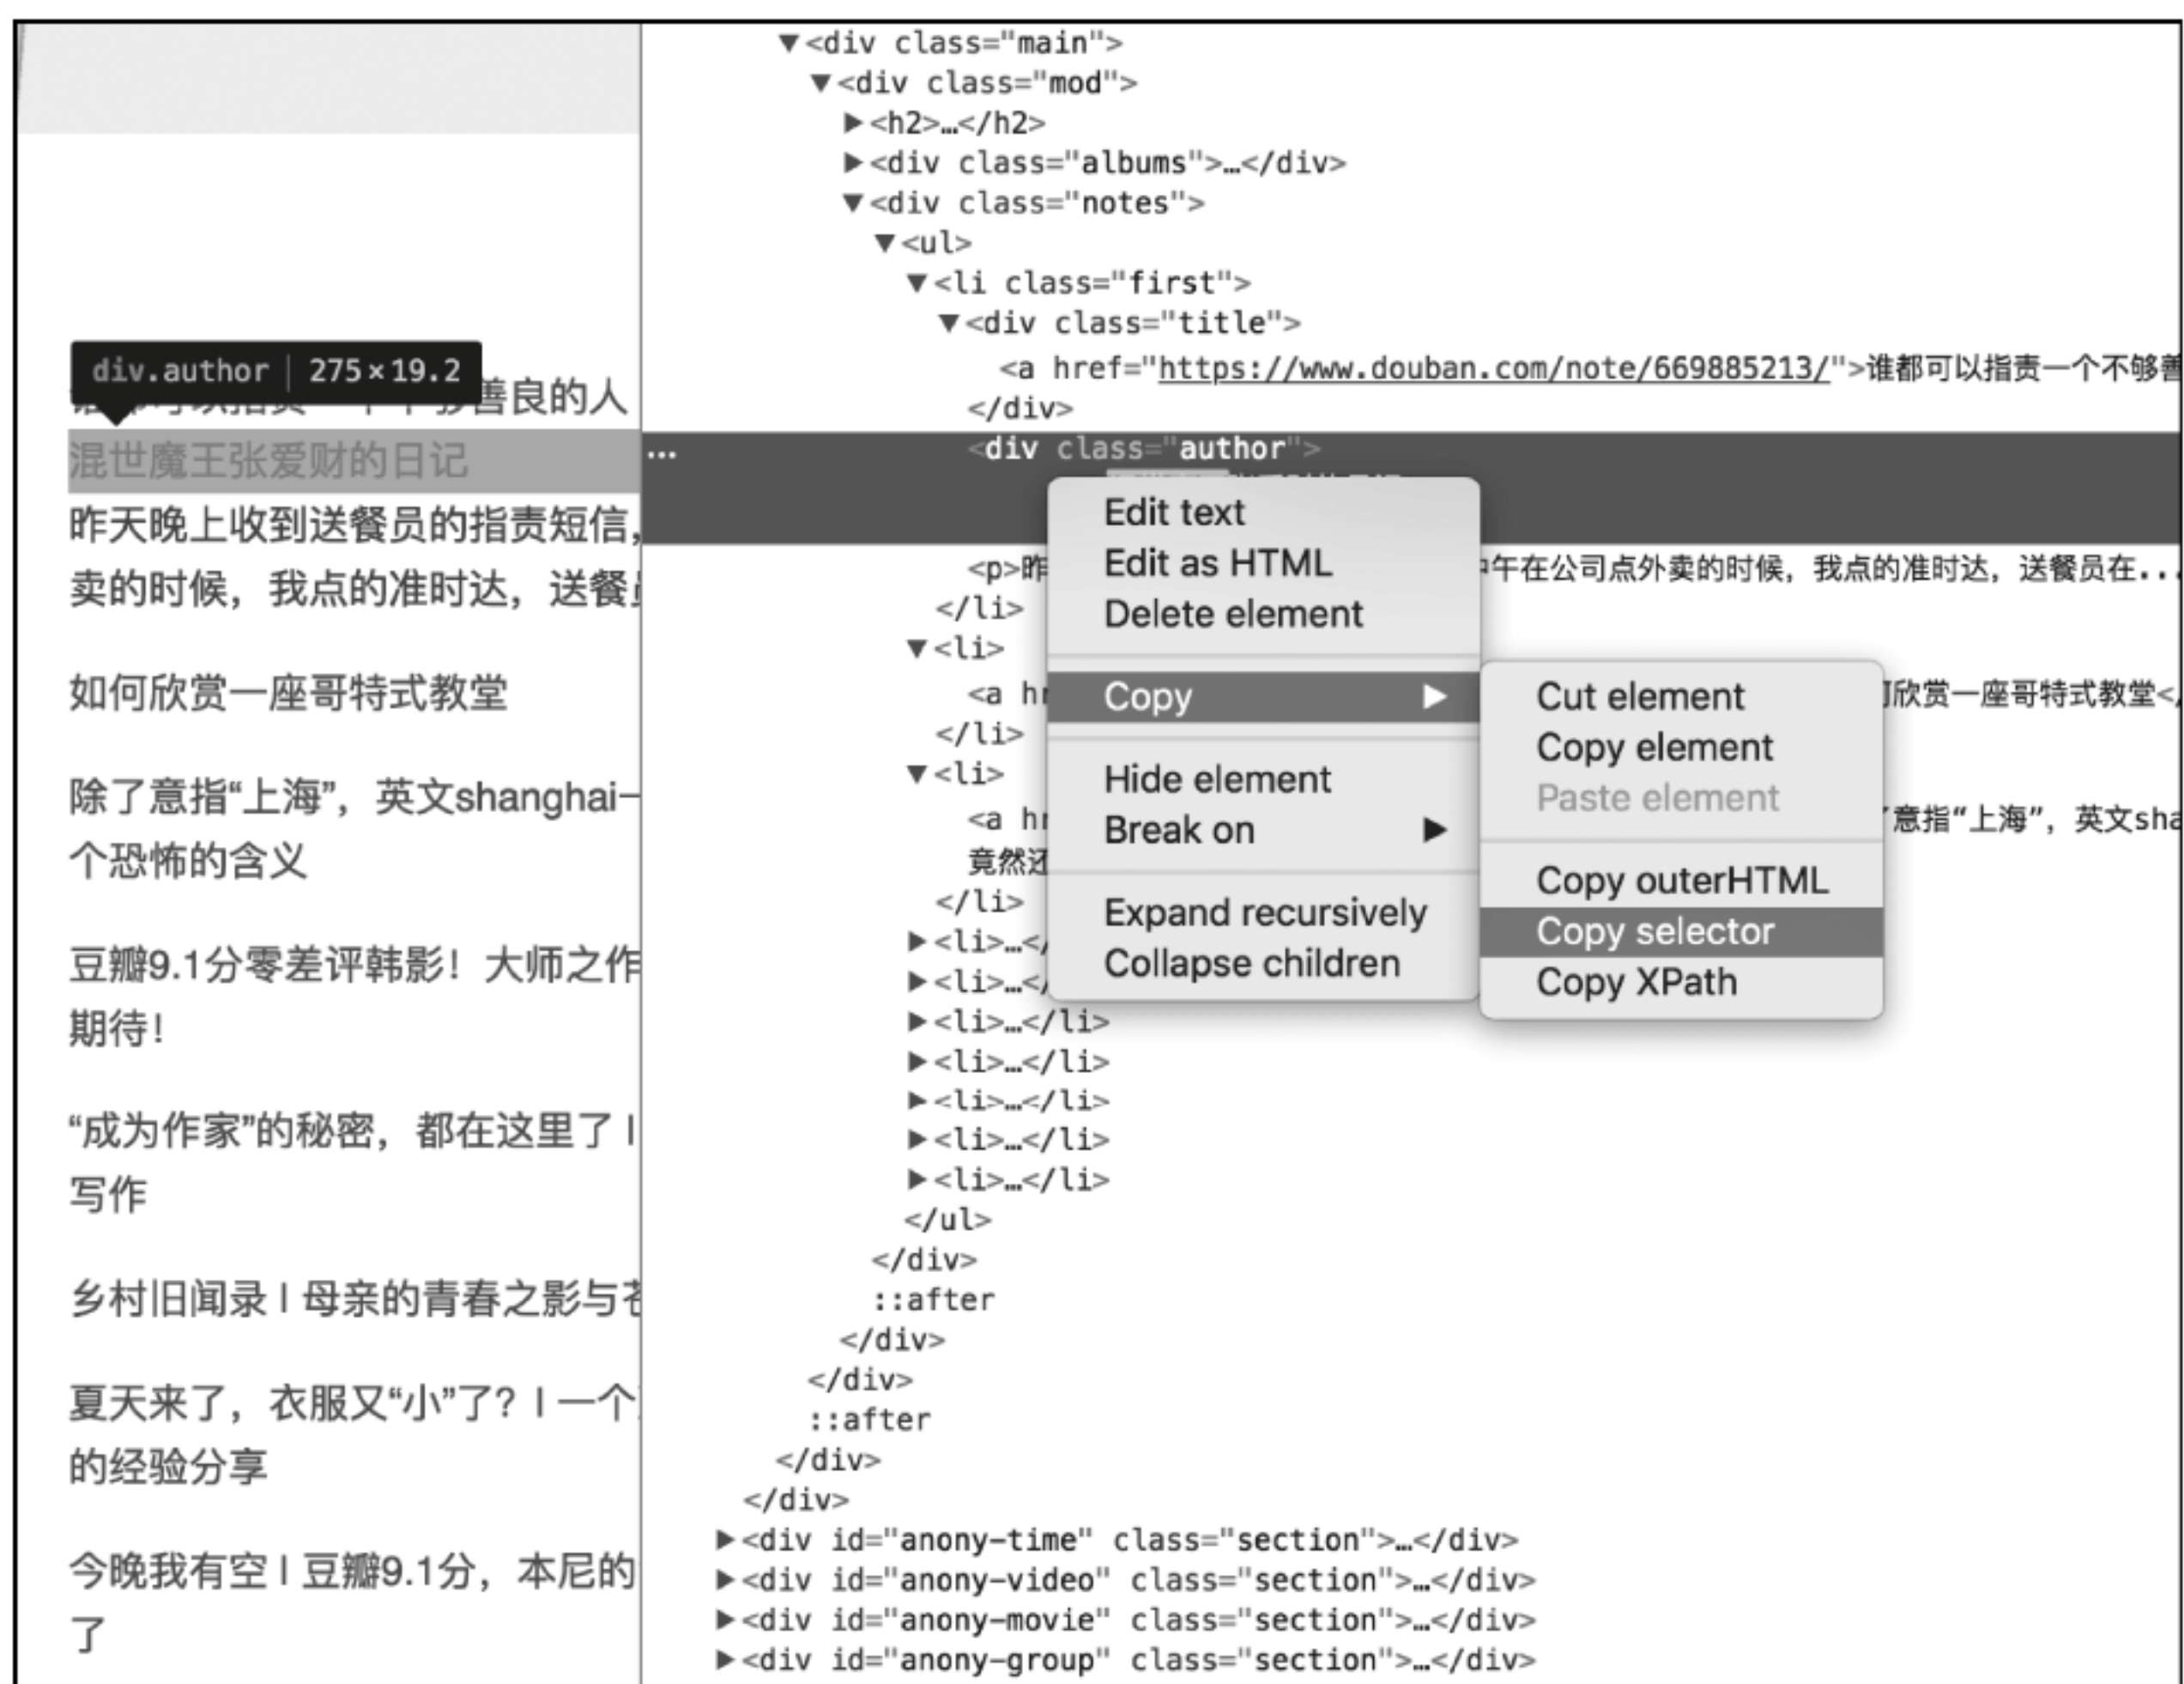 div.author 275×19.2
善良的人
混世魔王张爱财的日记
昨天晚上收到送餐员的指责短信，
卖的时候，我点的准时达，送餐
如何欣赏一座哥特式教堂
除了意指“上海”，英文shanghai一
个恐怖的含义
豆瓣9.1分零差评韩影！大师之作
期待！
“成为作家”的秘密，都在这里了 |
写作
乡村旧闻录 | 母亲的青春之影与
夏天来了，衣服又“小”了？| 一个
的经验分享
今晚我有空 | 豆瓣9.1分，本尼的
了
▼<div class="main">
▼<div class="mod">
▶<h2>…</h2>
▶<div class="albums">…</div>
▼<div class="notes">
▼<ul>
▼<li class="first">
▼<div class="title">
<a href="https://www.douban.com/note/669885213/">谁都可以指责一个不够善
</div>
… <div class="author">
<p>昨 午在公司点外卖的时候，我点的准时达，送餐员在...
</li>
▼<li>
<a hr 欣赏一座哥特式教堂</
</li>
▼<li>
<a hr 意指“上海”，英文sha
竟然还
</li>
▶<li>…</
▶<li>…</
▶<li>…</li>
▶<li>…</li>
▶<li>…</li>
▶<li>…</li>
▶<li>…</li>
</ul>
</div>
::after
</div>
</div>
::after
</div>
</div>
▶<div id="anony-time" class="section">…</div>
▶<div id="anony-video" class="section">…</div>
▶<div id="anony-movie" class="section">…</div>
▶<div id="anony-group" class="section">…</div>
Edit text
Edit as HTML
Delete element
Copy ▶
Hide element
Break on ▶
Expand recursively
Collapse children
Cut element
Copy element
Paste element
Copy outerHTML
Copy selector
Copy XPath